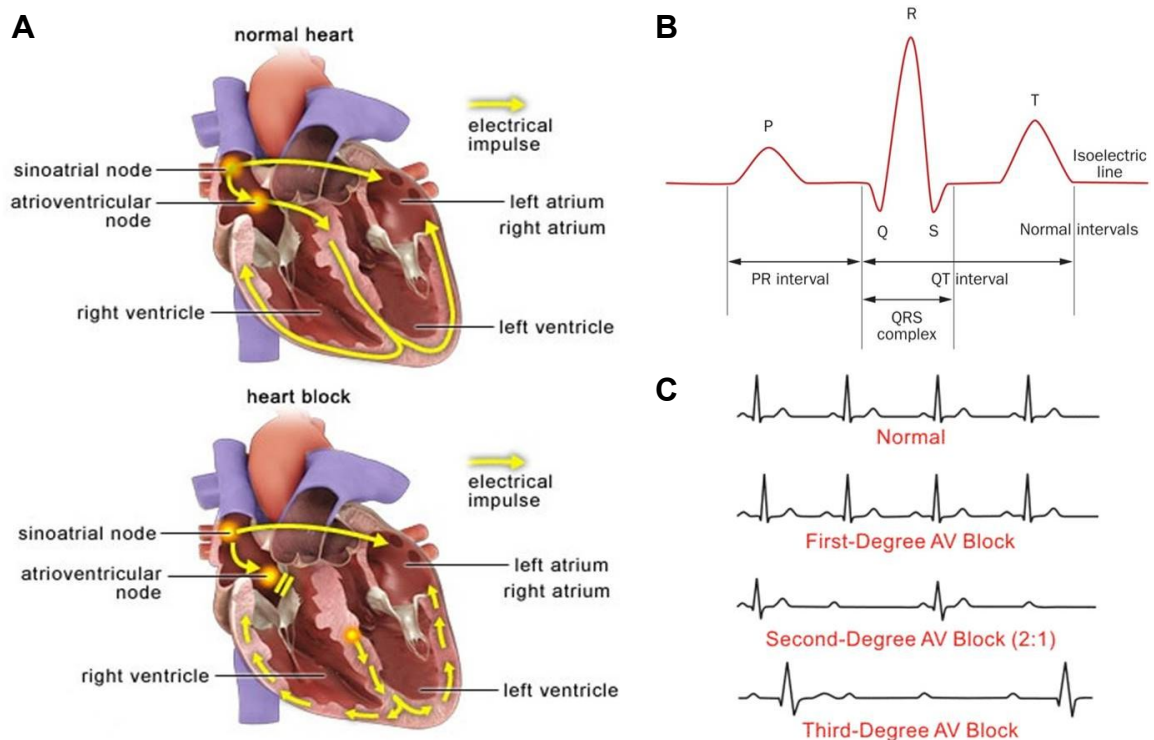 A
normal heart
electrical
impulse
sinoatrial node
atrioventricular
node
left atrium
right atrium
right ventricle
left ventricle
heart block
electrical
impulse
sinoatrial node
atrioventricular
node
left atrium
right atrium
right ventricle
left ventricle
B
R
P
T
Isoelectric
line
Q
S
Normal intervals
PR interval
QT interval
QRS
complex
C
Normal
First-Degree AV Block
Second-Degree AV Block (2:1)
Third-Degree AV Block